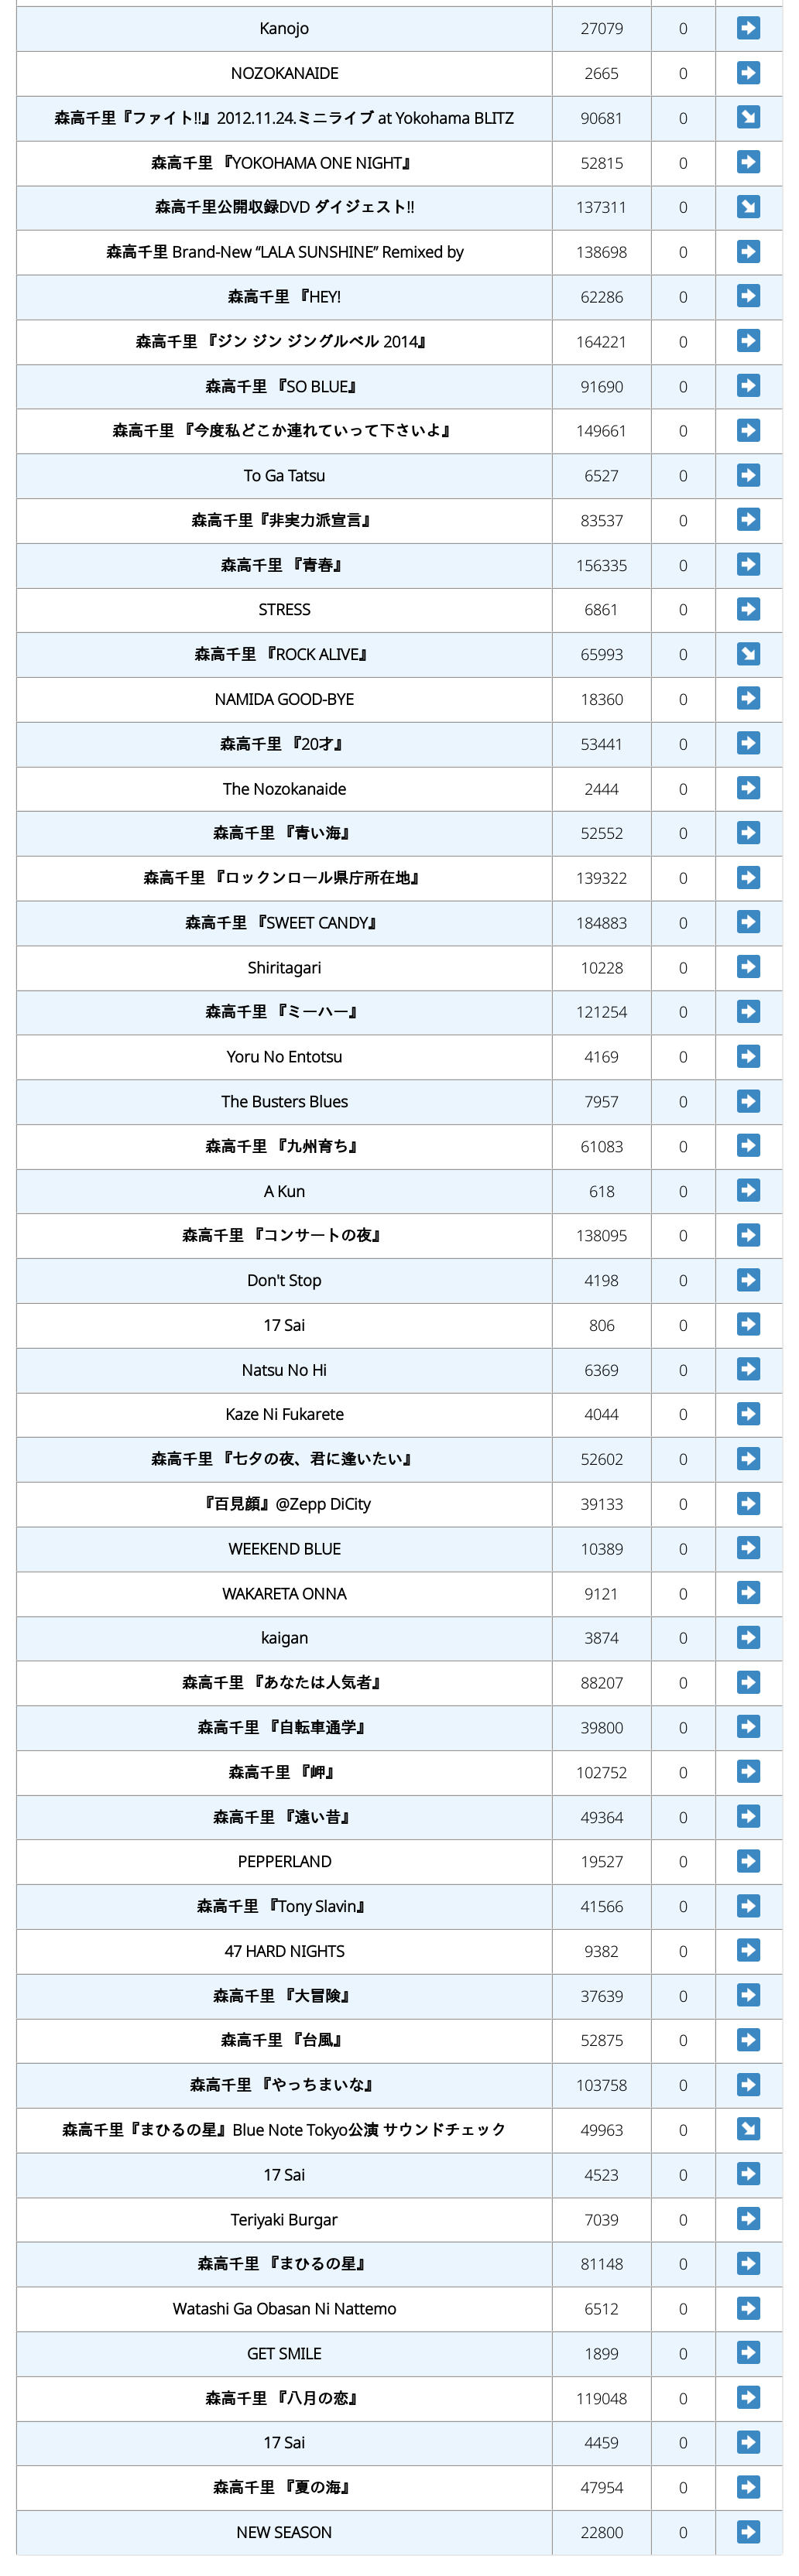 Kanojo 27079 0
NOZOKANAIDE 2665 0
森高千里『ファイト!!』2012.11.24.ミニライブ at Yokohama BLITZ 90681 0
森高千里 『YOKOHAMA ONE NIGHT』 52815 0
森高千里公開収録DVD ダイジェスト!! 137311 0
森高千里 Brand-New “LALA SUNSHINE” Remixed by 138698 0
森高千里 『HEY! 62286 0
森高千里 『ジン ジン ジングルベル 2014』 164221 0
森高千里 『SO BLUE』 91690 0
森高千里 『今度私どこか連れていって下さいよ』 149661 0
To Ga Tatsu 6527 0
森高千里『非実力派宣言』 83537 0
森高千里 『青春』 156335 0
STRESS 6861 0
森高千里 『ROCK ALIVE』 65993 0
NAMIDA GOOD-BYE 18360 0
森高千里 『20才』 53441 0
The Nozokanaide 2444 0
森高千里 『青い海』 52552 0
森高千里 『ロックンロール県庁所在地』 139322 0
森高千里 『SWEET CANDY』 184883 0
Shiritagari 10228 0
森高千里 『ミーハー』 121254 0
Yoru No Entotsu 4169 0
The Busters Blues 7957 0
森高千里 『九州育ち』 61083 0
A Kun 618 0
森高千里 『コンサートの夜』 138095 0
Don't Stop 4198 0
17 Sai 806 0
Natsu No Hi 6369 0
Kaze Ni Fukarete 4044 0
森高千里 『七夕の夜、君に逢いたい』 52602 0
『百見顔』@Zepp DiCity 39133 0
WEEKEND BLUE 10389 0
WAKARETA ONNA 9121 0
kaigan 3874 0
森高千里 『あなたは人気者』 88207 0
森高千里 『自転車通学』 39800 0
森高千里 『岬』 102752 0
森高千里 『遠い昔』 49364 0
PEPPERLAND 19527 0
森高千里 『Tony Slavin』 41566 0
47 HARD NIGHTS 9382 0
森高千里 『大冒険』 37639 0
森高千里 『台風』 52875 0
森高千里 『やっちまいな』 103758 0
森高千里『まひるの星』Blue Note Tokyo公演 サウンドチェック 49963 0
17 Sai 4523 0
Teriyaki Burgar 7039 0
森高千里 『まひるの星』 81148 0
Watashi Ga Obasan Ni Nattemo 6512 0
GET SMILE 1899 0
森高千里 『八月の恋』 119048 0
17 Sai 4459 0
森高千里 『夏の海』 47954 0
NEW SEASON 22800 0